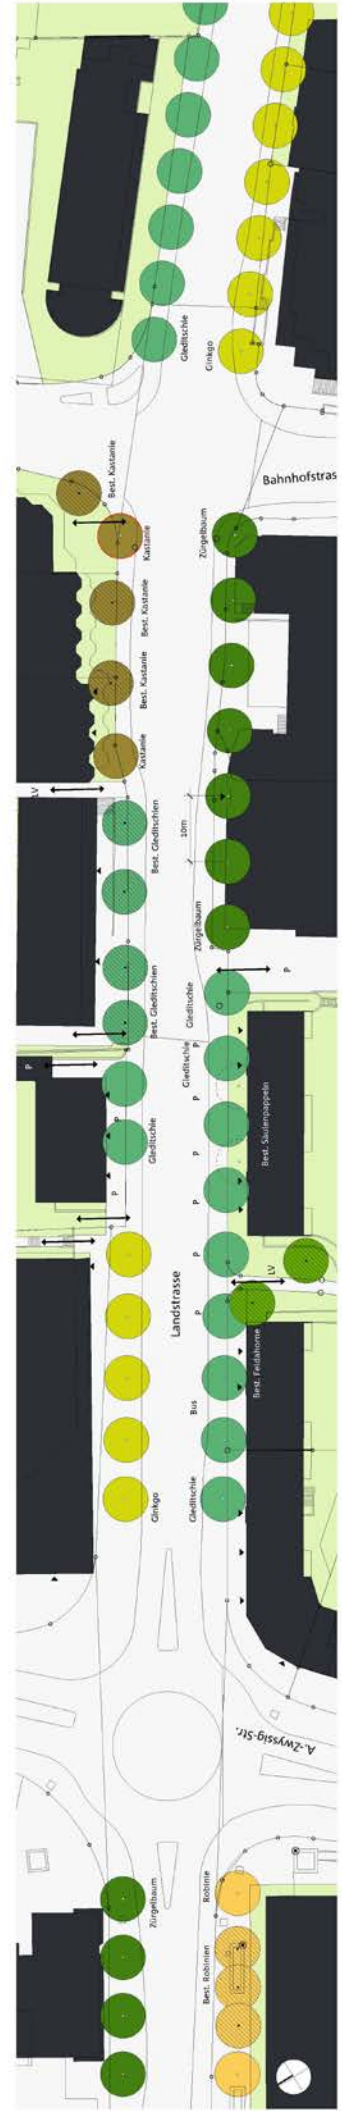 Gleditschie
Ginkgo
Best. Kastanie
Bahnhofstras
Kastanie
Zürgelbaum
Best. Kastanie
Best. Kastanie
Kastanie
LV
Best. Gleditschien
10m
Zürgelbaum
P
Best. Gleditschien
Gleditschie
P
Gleditschie
P
P
P
Gleditschie
Best. Säulenpappeln
P
P
P
LV
Landstrasse
P
Best. Feldahorne
Bus
Ginkgo
Gleditschie
A.-Zwyssig-Str.
Zürgelbaum
Robinie
Best. Robinien